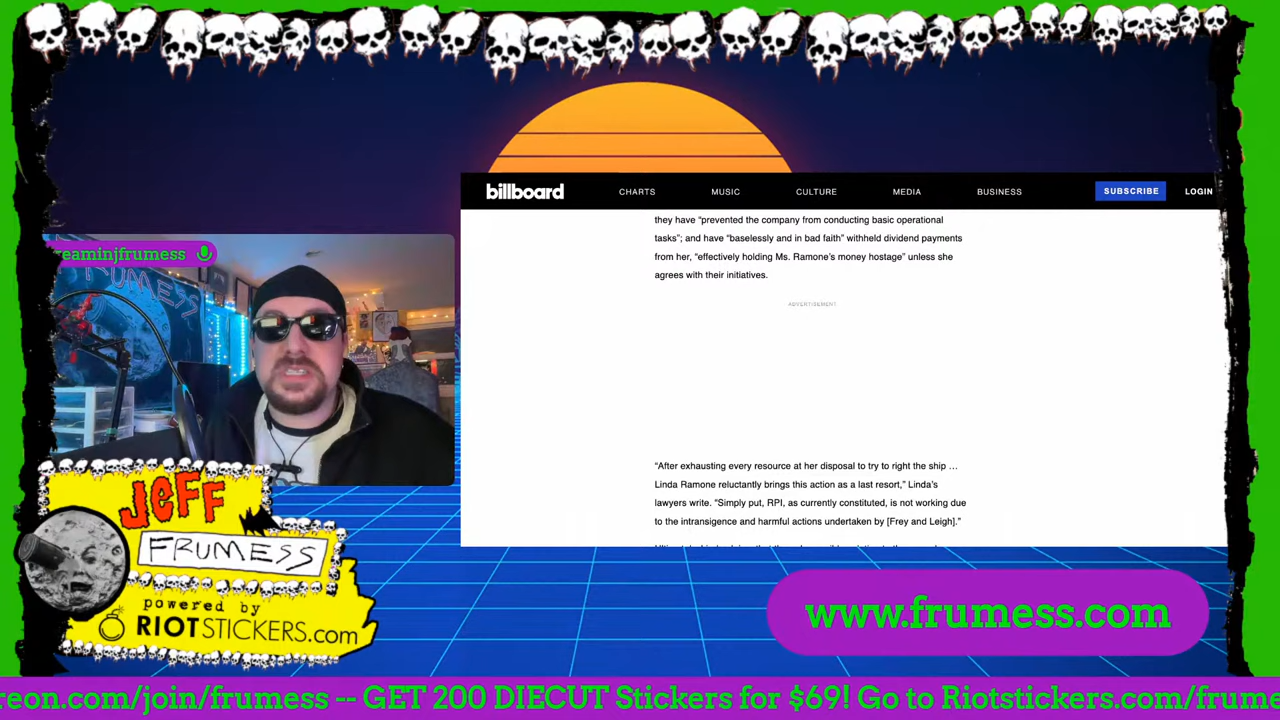 billboard
CHARTS
MUSIC
CULTURE
MEDIA
BUSINESS
SUBSCRIBE
LOGIN
they have “prevented the company from conducting basic operational
tasks”; and have “baselessly and in bad faith” withheld dividend payments
from her, “effectively holding Ms. Ramone’s money hostage” unless she
agrees with their initiatives.
ADVERTISEMENT
“After exhausting every resource at her disposal to try to right the ship …
Linda Ramone reluctantly brings this action as a last resort,” Linda’s
lawyers write. “Simply put, RPI, as currently constituted, is not working due
to the intransigence and harmful actions undertaken by [Frey and Leigh].”
reaminjfrumess
FRUMESS
JEFF
FRUMESS
powered by
RIOTSTICKERS.com
www.frumess.com
reon.com/join/frumess -- GET 200 DIECUT Stickers for $69! Go to Riotstickers.com/frume